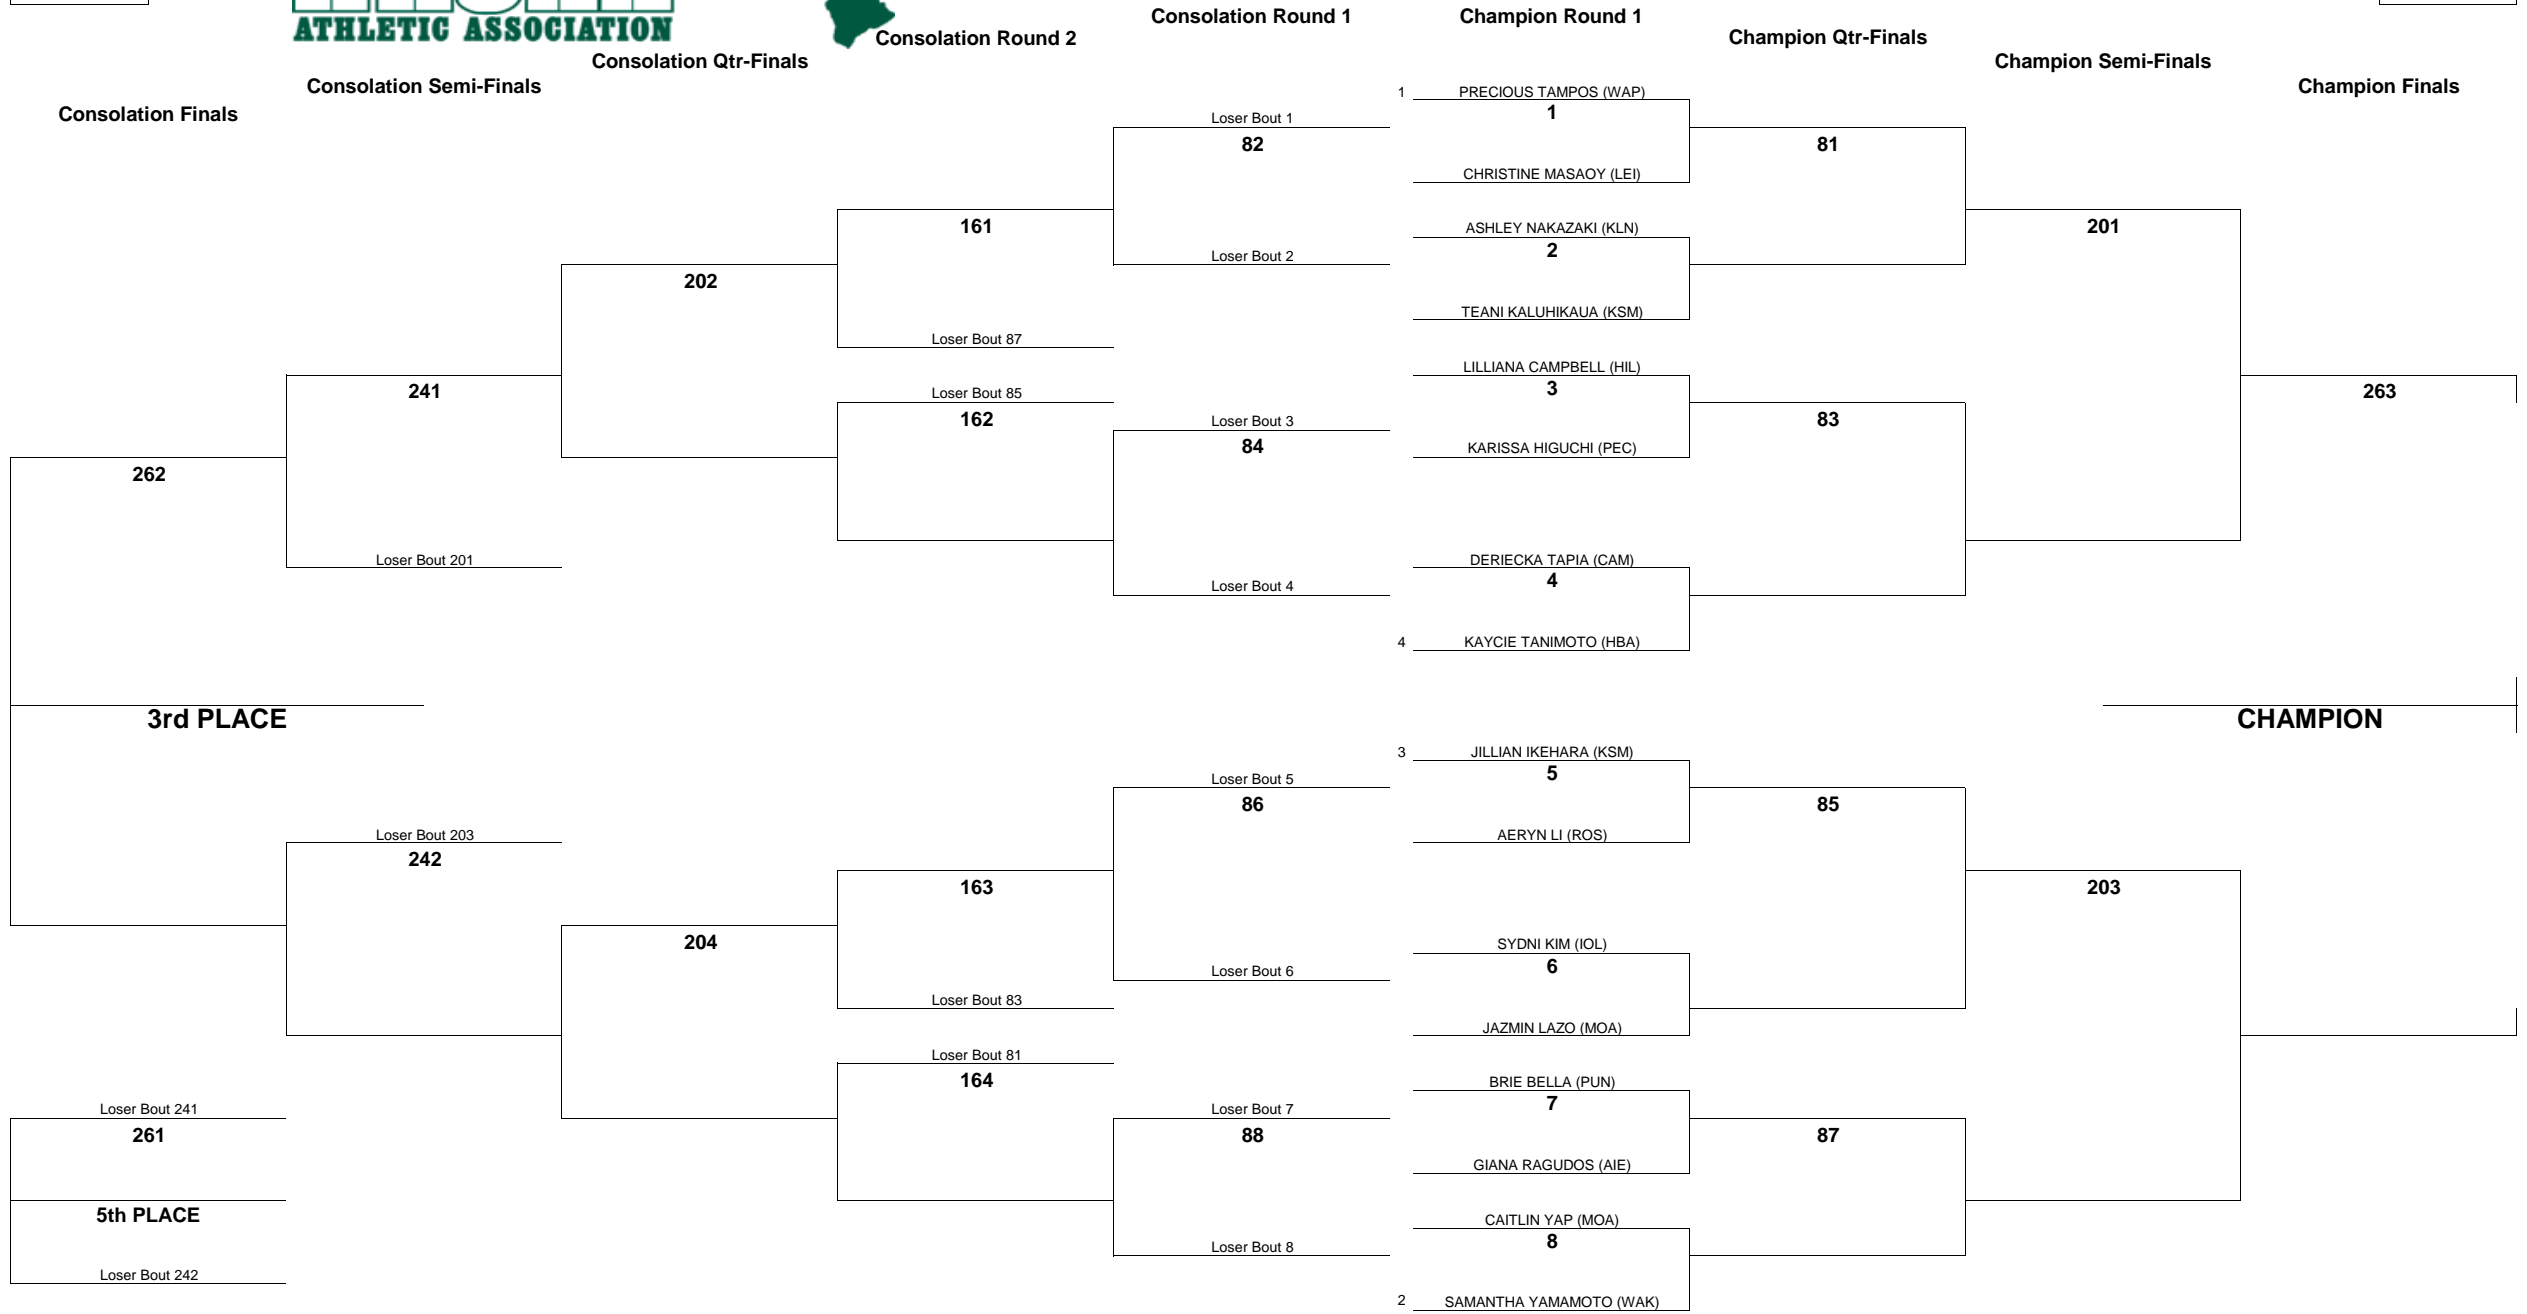 ATHLETIC ASSOCIATION
Consolation Round 1
Champion Round 1
Consolation Round 2
Champion Qtr-Finals
Consolation Qtr-Finals
Champion Semi-Finals
Consolation Semi-Finals
Champion Finals
Consolation Finals
1 PRECIOUS TAMPOS (WAP)
1
Loser Bout 1
82
81
CHRISTINE MASAOY (LEI)
161
201
ASHLEY NAKAZAKI (KLN)
2
Loser Bout 2
202
TEANI KALUHIKAUA (KSM)
Loser Bout 87
LILLIANA CAMPBELL (HIL)
3
241
263
Loser Bout 85
162
Loser Bout 3
83
84
KARISSA HIGUCHI (PEC)
262
Loser Bout 201
DERIECKA TAPIA (CAM)
4
Loser Bout 4
4 KAYCIE TANIMOTO (HBA)
3rd PLACE
CHAMPION
3 JILLIAN IKEHARA (KSM)
5
Loser Bout 5
86
85
Loser Bout 203
AERYN LI (ROS)
242
163
203
204
SYDNI KIM (IOL)
6
Loser Bout 6
Loser Bout 83
JAZMIN LAZO (MOA)
Loser Bout 81
164
BRIE BELLA (PUN)
7
Loser Bout 241
Loser Bout 7
261
88
87
GIANA RAGUDOS (AIE)
5th PLACE
CAITLIN YAP (MOA)
8
Loser Bout 8
Loser Bout 242
2 SAMANTHA YAMAMOTO (WAK)